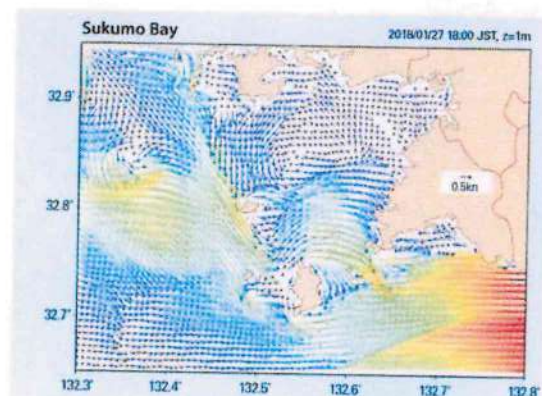 Sukumo Bay
2018/01/27 18:00 JST, z=1m
32.9˚
32.8˚
32.7˚
0.5kn
132.3˚ 132.4˚ 132.5˚ 132.6˚ 132.7˚ 132.8˚